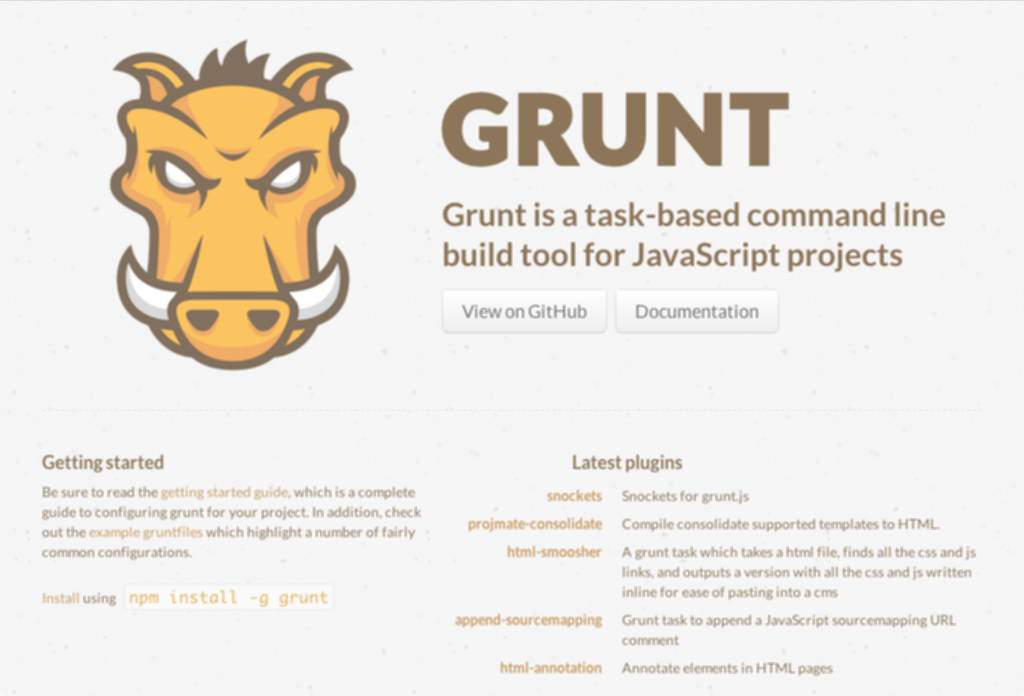 GRUNT
Grunt is a task-based command line
build tool for JavaScript projects
View on GitHub
Documentation
Getting started
Be sure to read the getting started guide, which is a complete
guide to configuring grunt for your project. In addition, check
out the example gruntfiles which highlight a number of fairly
common configurations.
Install using npm install -g grunt
Latest plugins
snockets Snockets for grunt.js
projmate-consolidate Compile consolidate supported templates to HTML.
html-smoosher A grunt task which takes a html file, finds all the css and js
links, and outputs a version with all the css and js written
inline for ease of pasting into a cms
append-sourcemapping Grunt task to append a JavaScript sourcemapping URL
comment
html-annotation Annotate elements in HTML pages